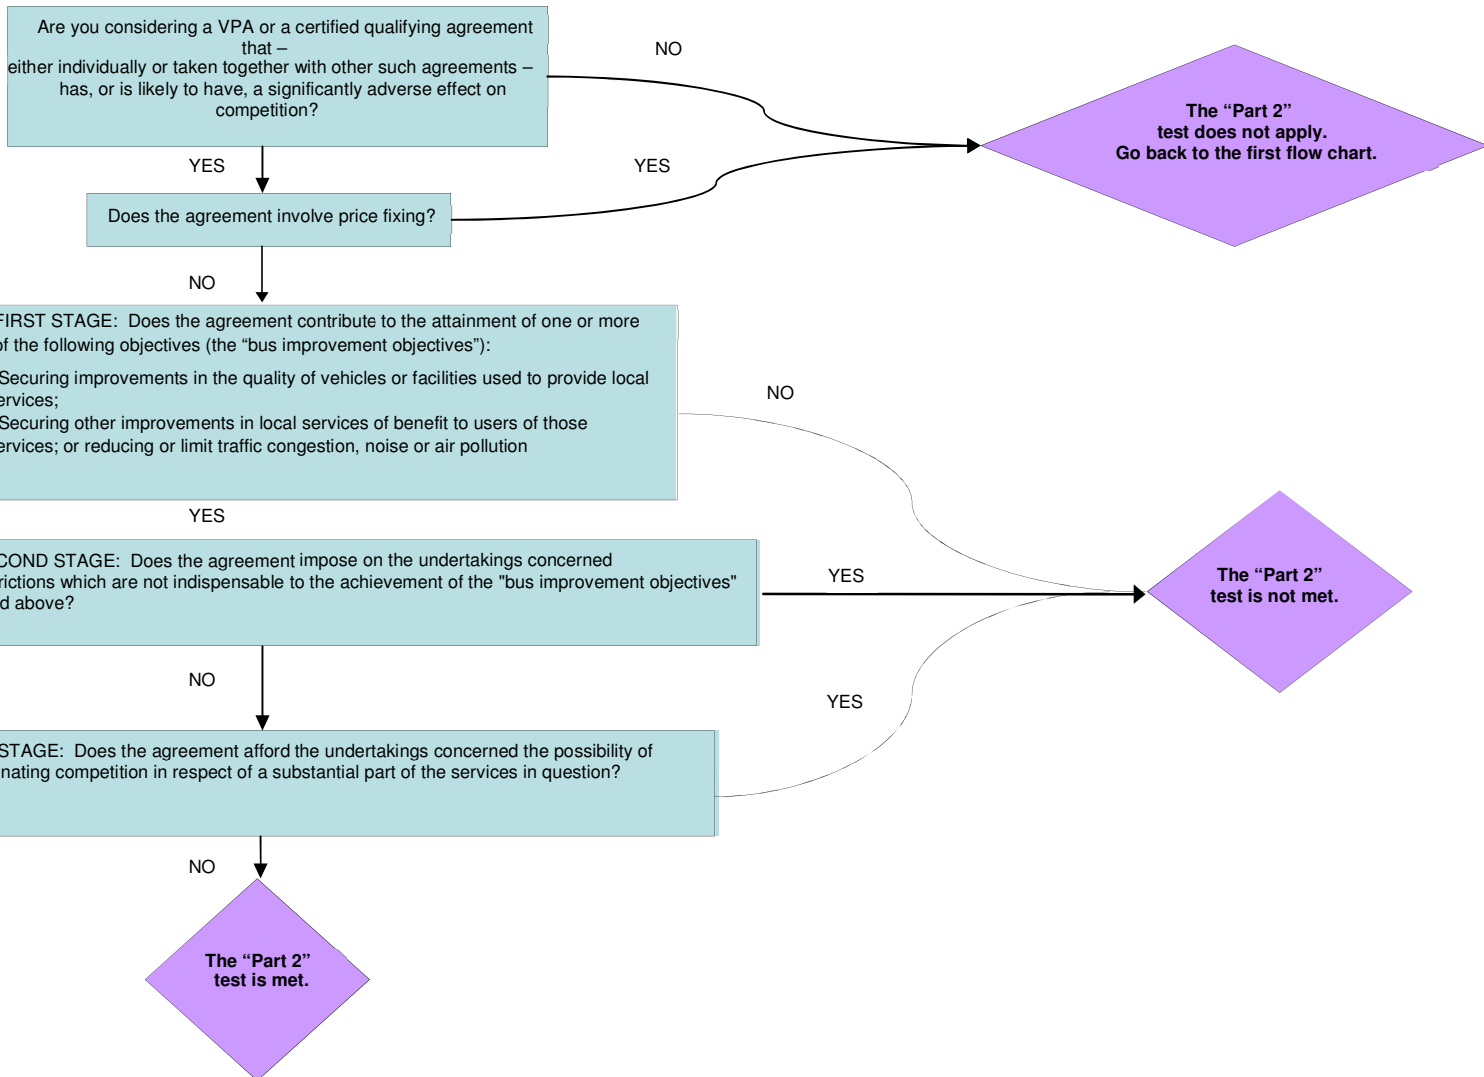 Are you considering a VPA or a certified qualifying agreement
that –
either individually or taken together with other such agreements –
has, or is likely to have, a significantly adverse effect on
competition?
NO
The “Part 2”
test does not apply.
Go back to the first flow chart.
YES
YES
Does the agreement involve price fixing?
NO
FIRST STAGE: Does the agreement contribute to the attainment of one or more
of the following objectives (the “bus improvement objectives”):
Securing improvements in the quality of vehicles or facilities used to provide local
ervices;
Securing other improvements in local services of benefit to users of those
ervices; or reducing or limit traffic congestion, noise or air pollution
NO
YES
COND STAGE: Does the agreement impose on the undertakings concerned
rictions which are not indispensable to the achievement of the "bus improvement objectives"
d above?
YES
The “Part 2”
test is not met.
NO
YES
STAGE: Does the agreement afford the undertakings concerned the possibility of
nating competition in respect of a substantial part of the services in question?
NO
The “Part 2”
test is met.